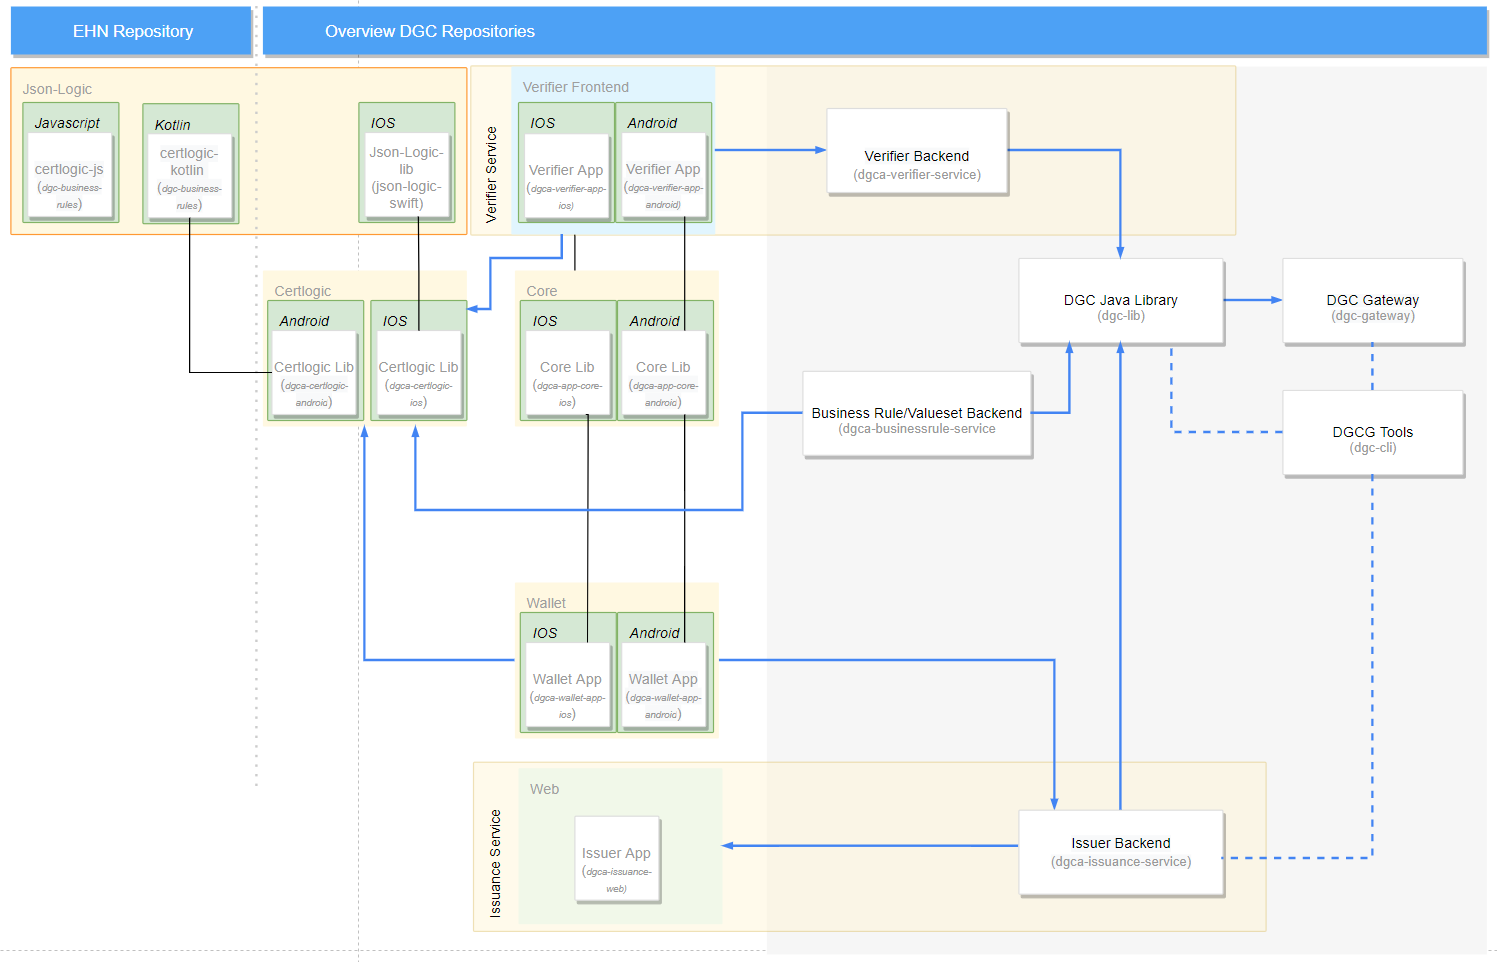 EHN Repository
Overview DGC Repositories
Json-Logic
Javascript
certlogic-js
(dgc-business-
rules)
Kotlin
certlogic-
kotlin
(dgc-business-
rules)
IOS
Json-Logic-
lib
(json-logic-
swift)
Verifier Service
Verifier Frontend
IOS
Verifier App
(dgca-verifier-app-
ios)
Android
Verifier App
(dgca-verifier-app-
android)
Verifier Backend
(dgca-verifier-service)
Certlogic
Android
Certlogic Lib
(dgca-certlogic-
android)
IOS
Certlogic Lib
(dgca-certlogic-
ios)
Core
IOS
Core Lib
(dgca-app-core-
ios)
Android
Core Lib
(dgca-app-core-
android)
DGC Java Library
(dgc-lib)
DGC Gateway
(dgc-gateway)
Business Rule/Valueset Backend
(dgca-businessrule-service
DGCG Tools
(dgc-cli)
Wallet
IOS
Wallet App
(dgca-wallet-app-
ios)
Android
Wallet App
(dgca-wallet-app-
android)
Issuance Service
Web
Issuer App
(dgca-issuance-
web)
Issuer Backend
(dgca-issuance-service)